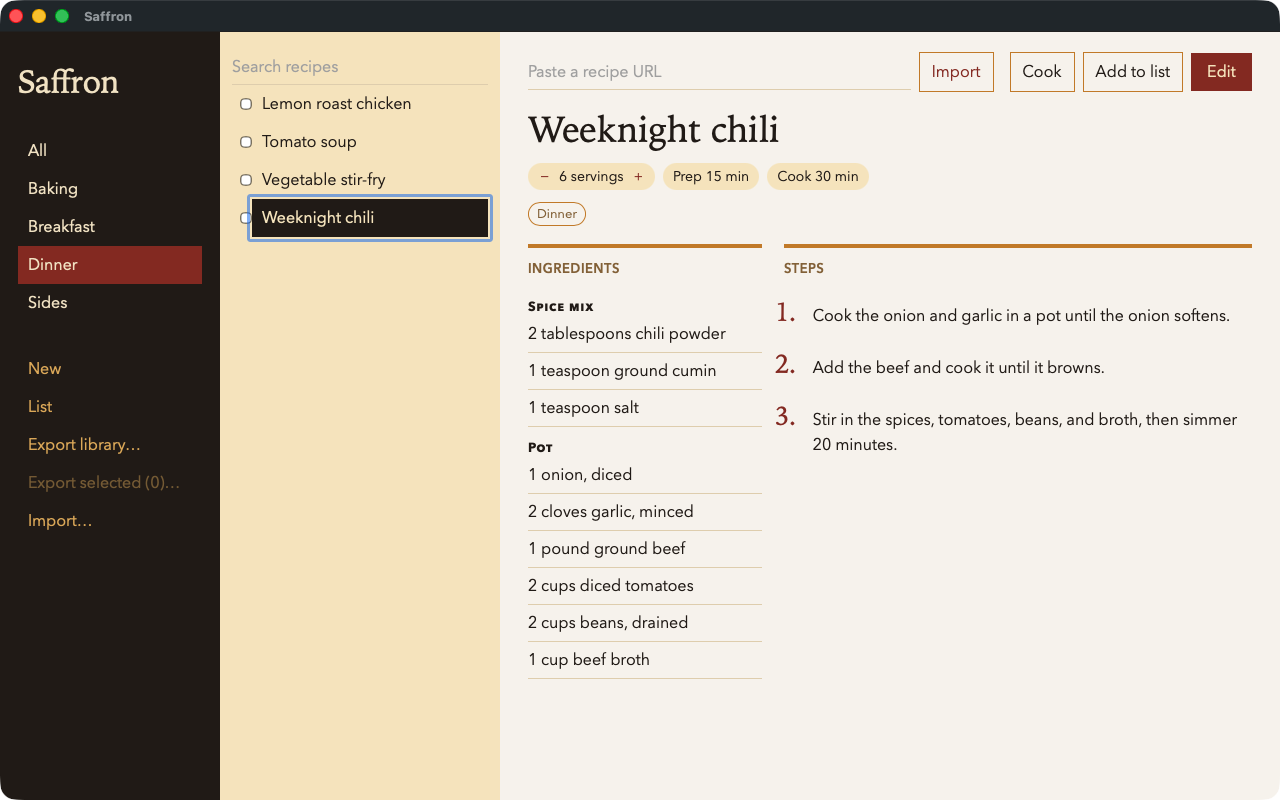 Saffron
Saffron
All
Baking
Breakfast
Dinner
Sides
New
List
Export library…
Export selected (0)…
Import…
Search recipes
Lemon roast chicken
Tomato soup
Vegetable stir-fry
Weeknight chili
Paste a recipe URL
Import
Cook
Add to list
Edit
Weeknight chili
− 6 servings +
Prep 15 min
Cook 30 min
Dinner
INGREDIENTS
Spice mix
2 tablespoons chili powder
1 teaspoon ground cumin
1 teaspoon salt
Pot
1 onion, diced
2 cloves garlic, minced
1 pound ground beef
2 cups diced tomatoes
2 cups beans, drained
1 cup beef broth
STEPS
1. Cook the onion and garlic in a pot until the onion softens.
2. Add the beef and cook it until it browns.
3. Stir in the spices, tomatoes, beans, and broth, then simmer
20 minutes.